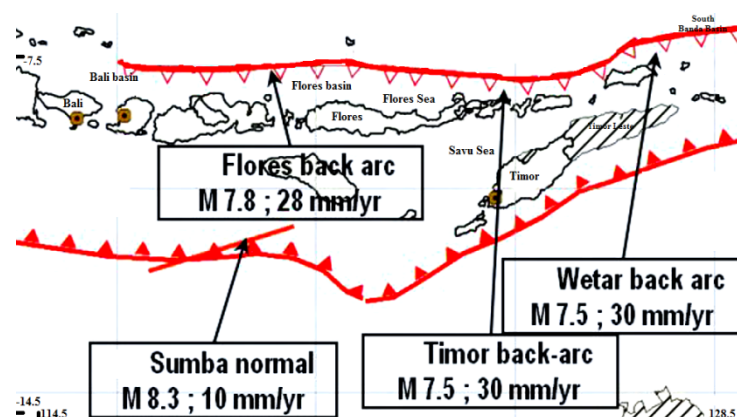 South
Banda Basin
-7.5
Bali basin
Flores basin
Flores Sea
Bali
Flores
Timor Leste
Savu Sea
Timor
Flores back arc
M 7.8 ; 28 mm/yr
Wetar back arc
M 7.5 ; 30 mm/yr
Sumba normal
M 8.3 ; 10 mm/yr
Timor back-arc
M 7.5 ; 30 mm/yr
-14.5
114.5
128.5